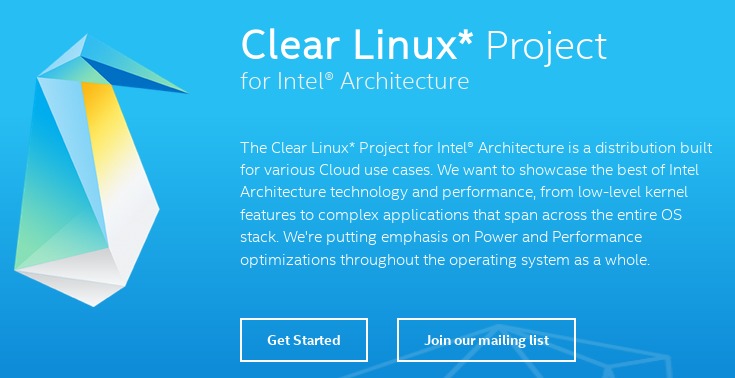 Clear Linux* Project
for Intel® Architecture
The Clear Linux* Project for Intel® Architecture is a distribution built
for various Cloud use cases. We want to showcase the best of Intel
Architecture technology and performance, from low-level kernel
features to complex applications that span across the entire OS
stack. We're putting emphasis on Power and Performance
optimizations throughout the operating system as a whole.
Get Started
Join our mailing list